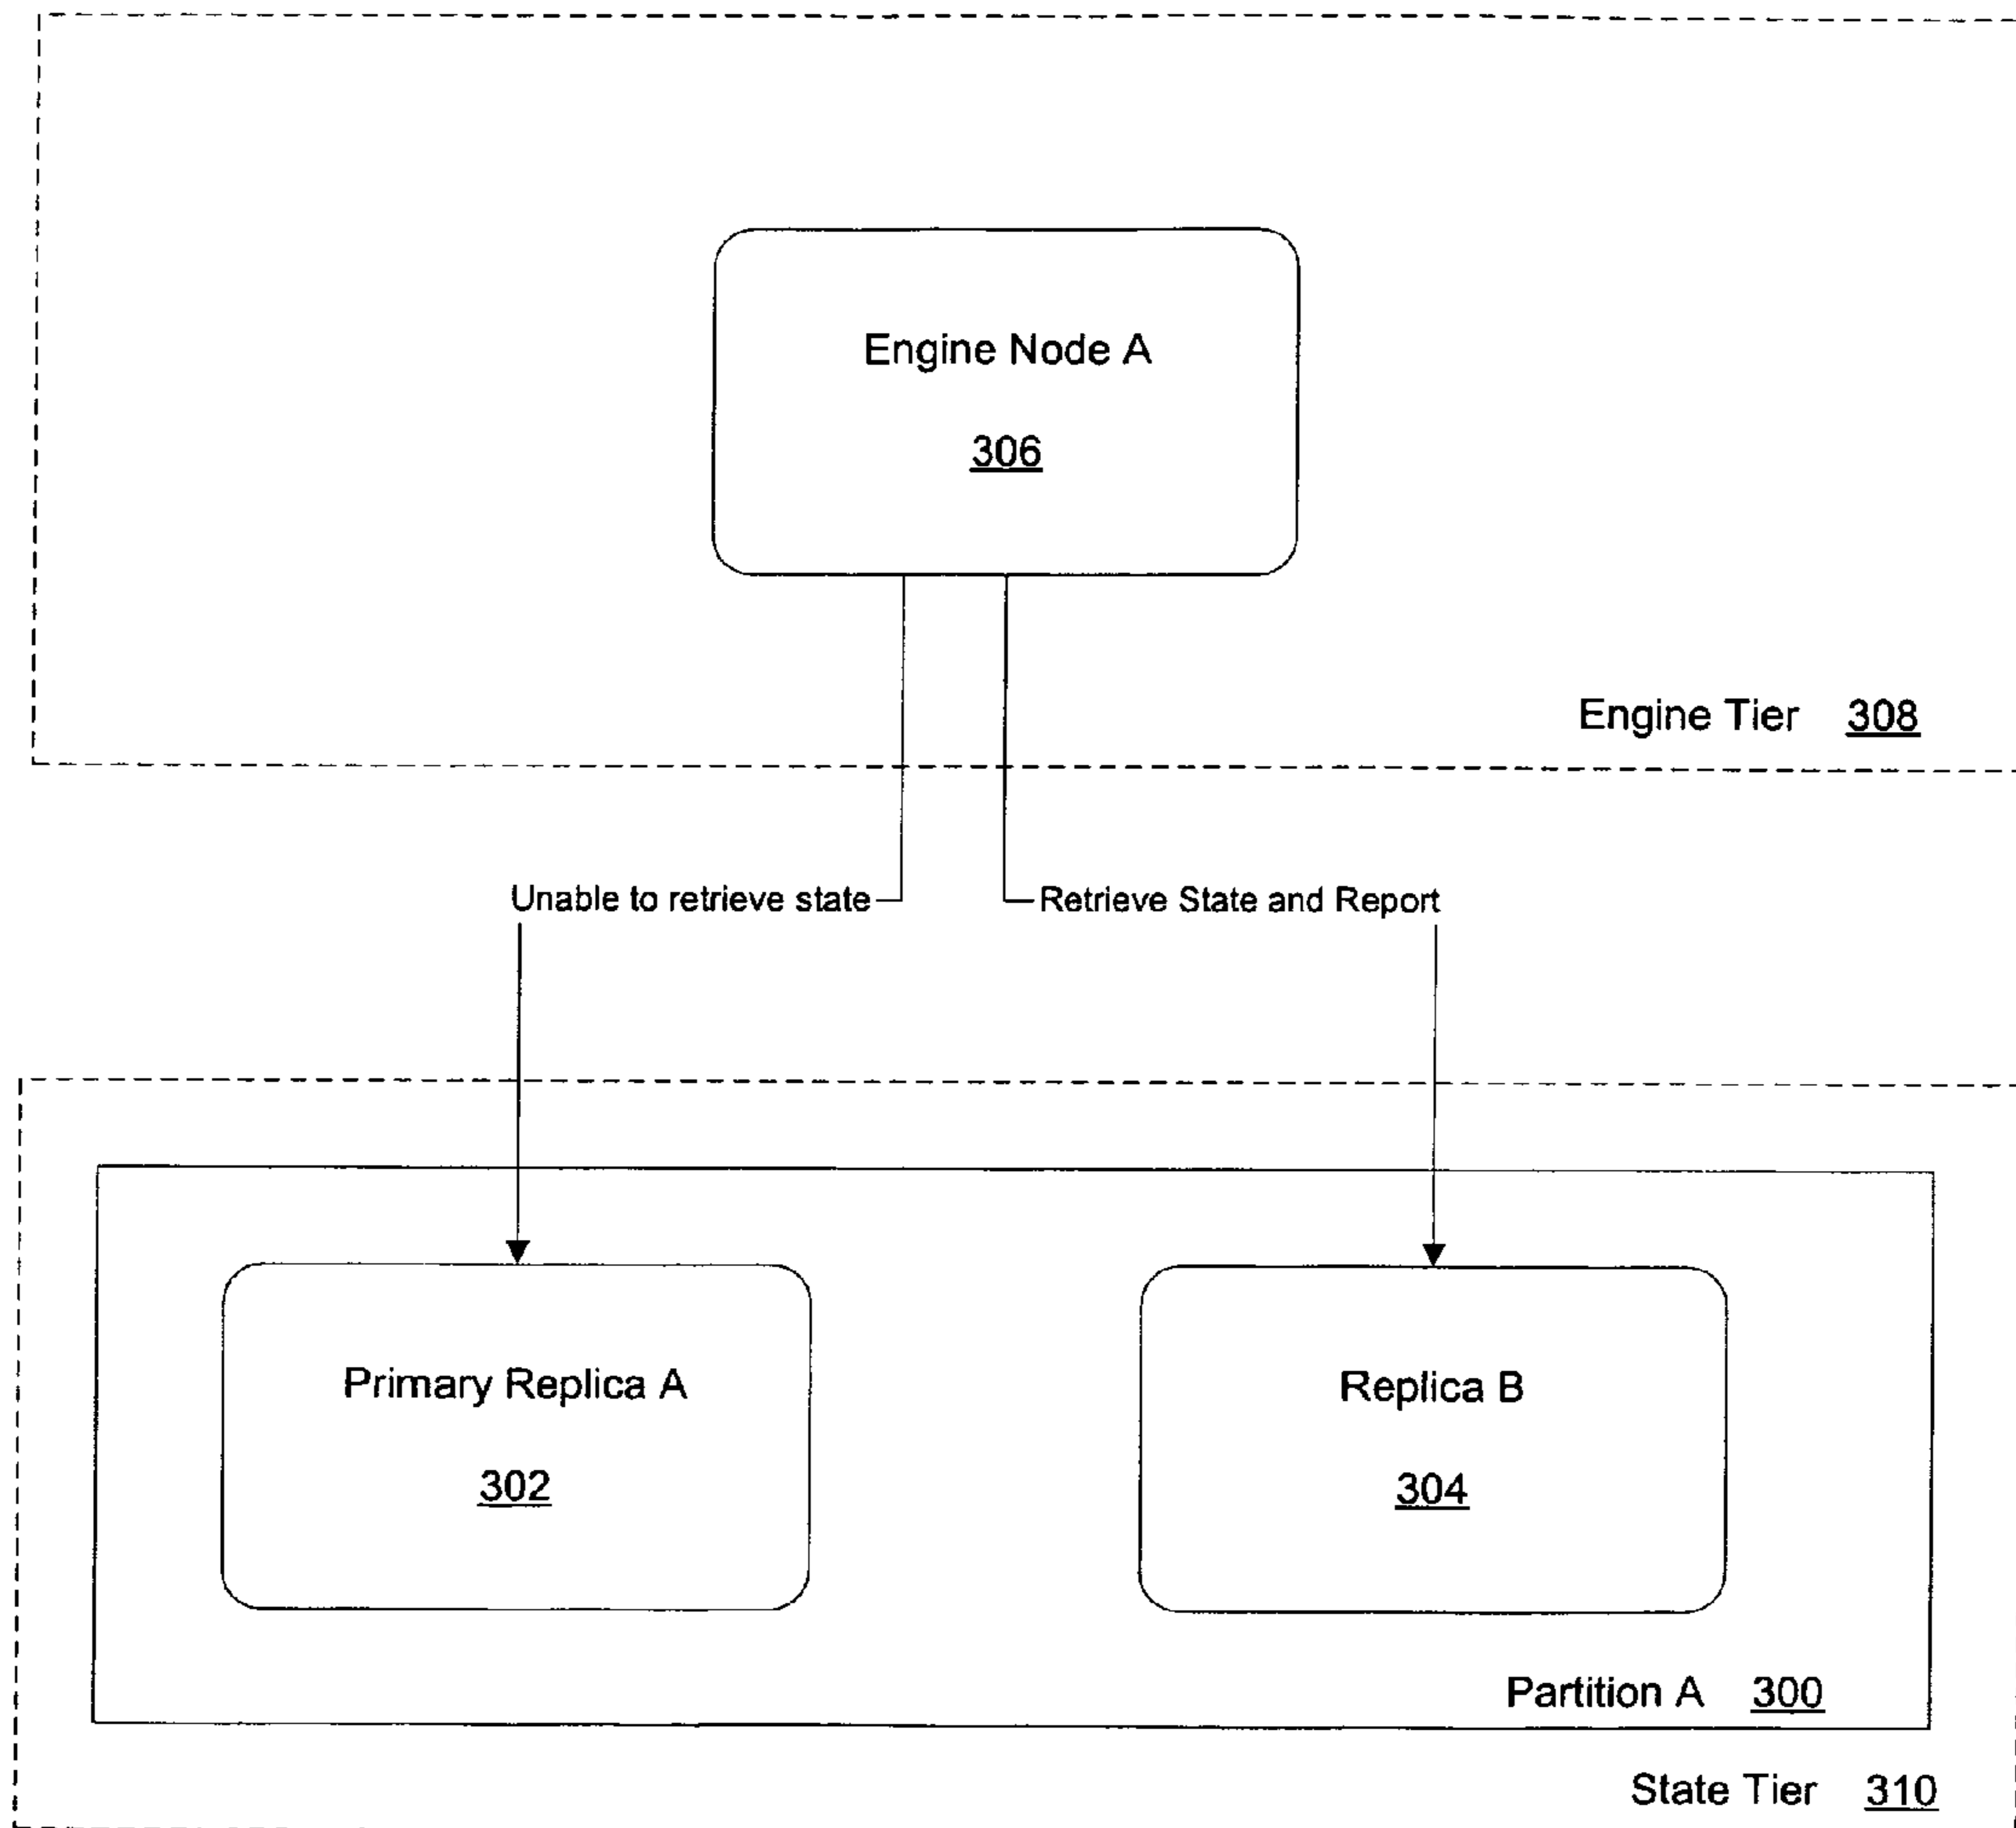 Engine Node A
306
Engine Tier 308
Unable to retrieve state
Retrieve State and Report
Primary Replica A
302
Replica B
304
Partition A 300
State Tier 310